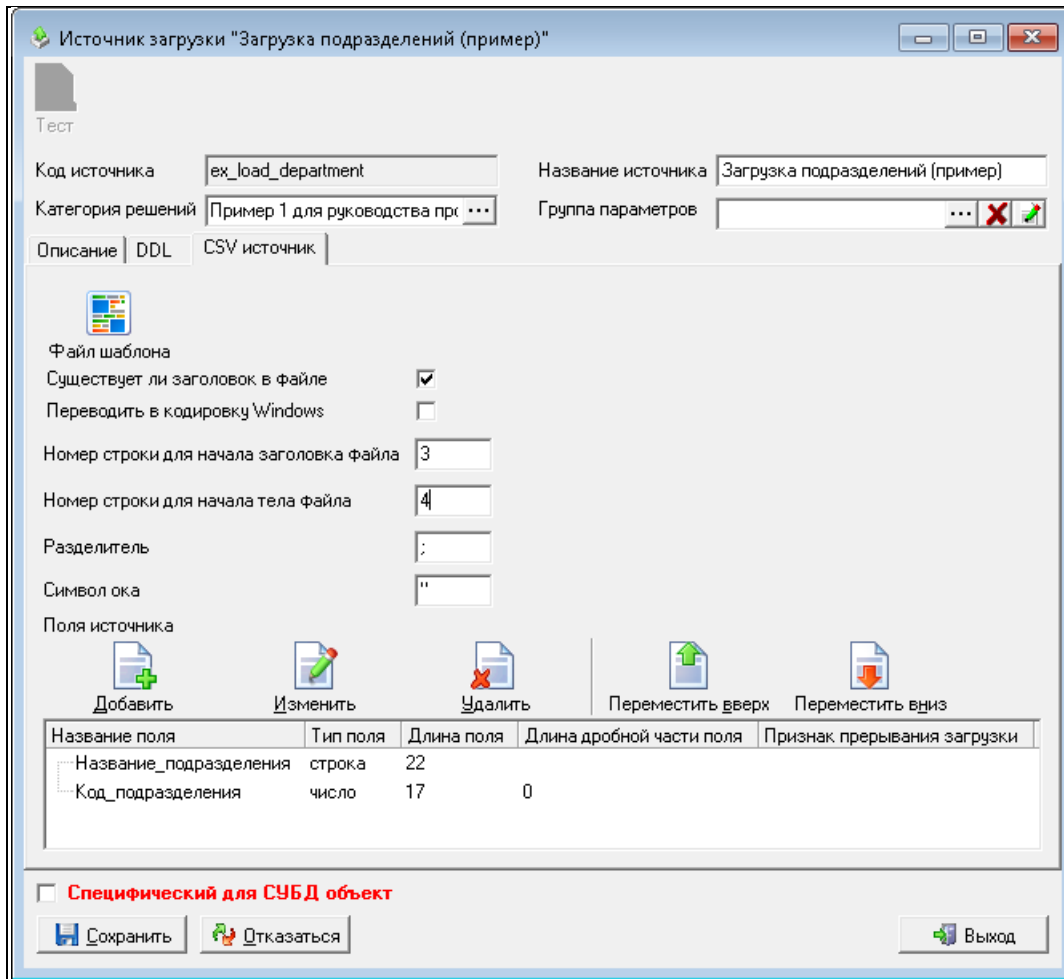 Источник загрузки "Загрузка подразделений (пример)"
Тест
Код источника ex_load_department Название источника Загрузка подразделений (пример)
Категория решений Пример 1 для руководства прс ... Группа параметров ...
Описание DDL CSV источник
Файл шаблона
Существует ли заголовок в файле
Переводить в кодировку Windows
Номер строки для начала заголовка файла 3
Номер строки для начала тела файла 4
Разделитель ;
Символ ока "
Поля источника
Добавить Изменить Удалить Переместить вверх Переместить вниз
Название поля Тип поля Длина поля Длина дробной части поля Признак прерывания загрузки
Название_подразделения строка 22
Код_подразделения число 17 0
Специфический для СУБД объект
Сохранить Отказаться Выход